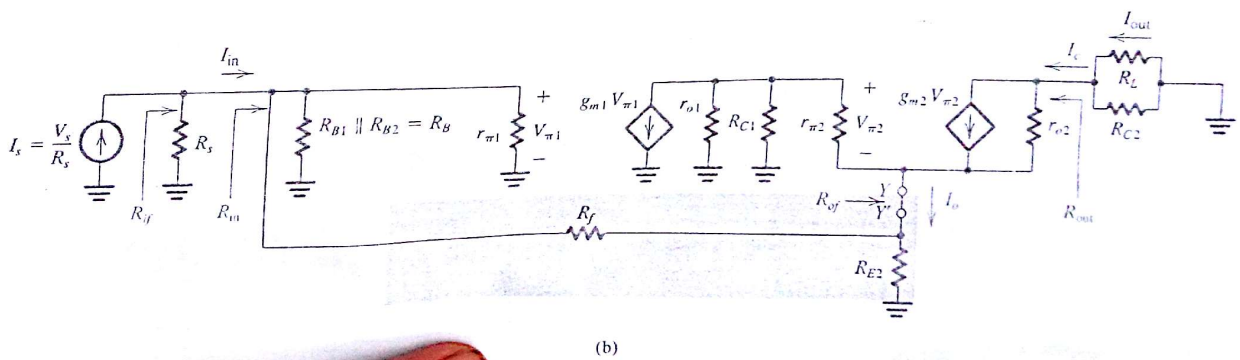 I_out
I_in
I_c
R_L
R_C2
I_s = V_s / R_s
R_s
R_B1 || R_B2 = R_B
r_π1
+
V_π1
−
g_m1 V_π1
r_o1
R_C1
r_π2
+
V_π2
−
g_m2 V_π2
r_o2
R_if
R_in
R_f
R_of
Y
Y'
I_o
R_out
R_E2
(b)